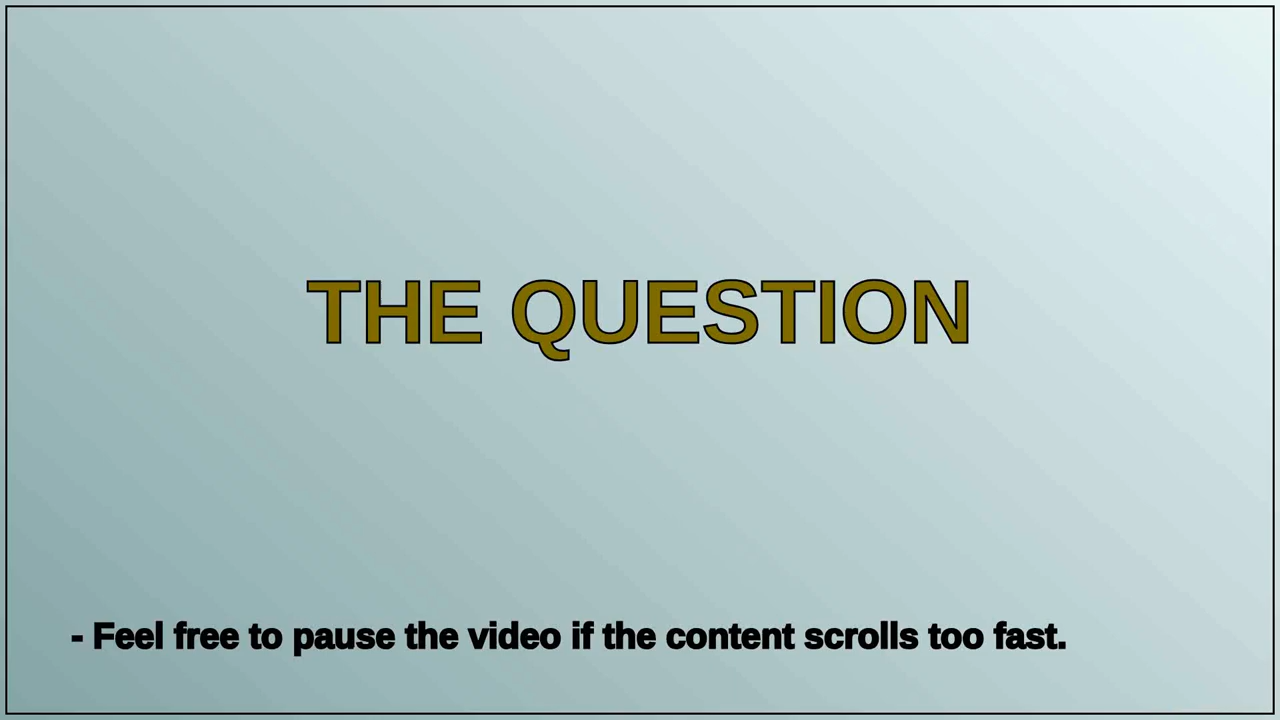 THE QUESTION
- Feel free to pause the video if the content scrolls too fast.